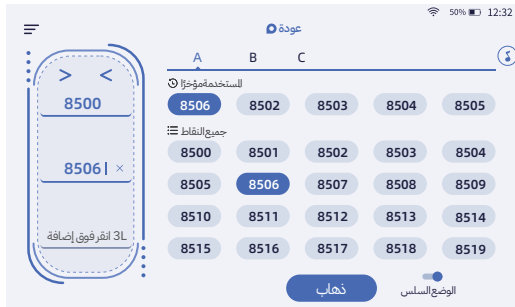 50% 12:32
عودة
A B C
> <
8500
8506 ×
3L انقر فوق إضافة
المستخدمة مؤخرًا
8506 8502 8503 8504 8505
جميع النقاط
8500 8501 8502 8503 8504
8505 8506 8507 8508 8509
8510 8511 8512 8513 8514
8515 8516 8517 8518 8519
ذهاب
الوضع السلس